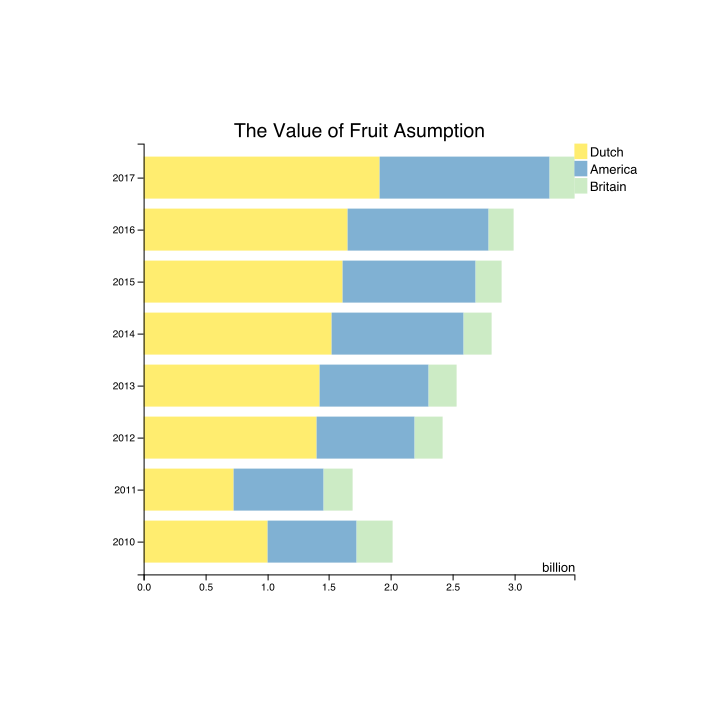 The Value of Fruit Asumption
Dutch
America
Britain
2017
2016
2015
2014
2013
2012
2011
2010
billion
0.0 0.5 1.0 1.5 2.0 2.5 3.0